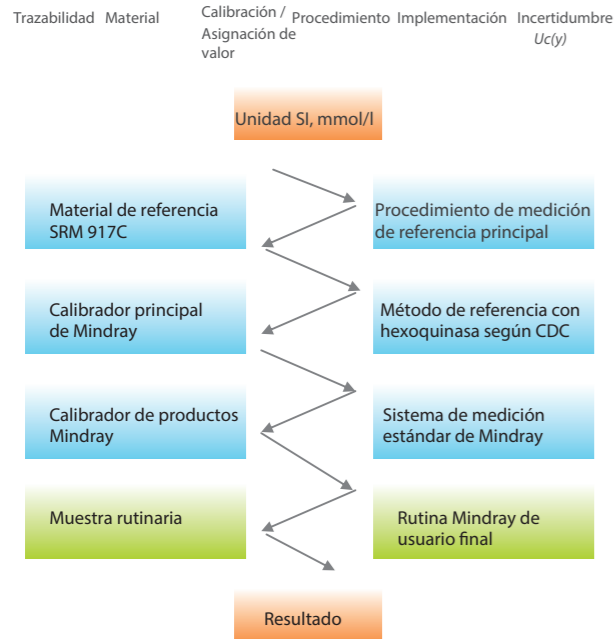 Trazabilidad Material Calibración / Procedimiento Implementación Incertidumbre
Asignación de Uc(y)
valor
Unidad SI, mmol/l
Material de referencia
SRM 917C
Procedimiento de medición
de referencia principal
Calibrador principal
de Mindray
Método de referencia con
hexoquinasa según CDC
Calibrador de productos
Mindray
Sistema de medición
estándar de Mindray
Muestra rutinaria
Rutina Mindray de
usuario final
Resultado